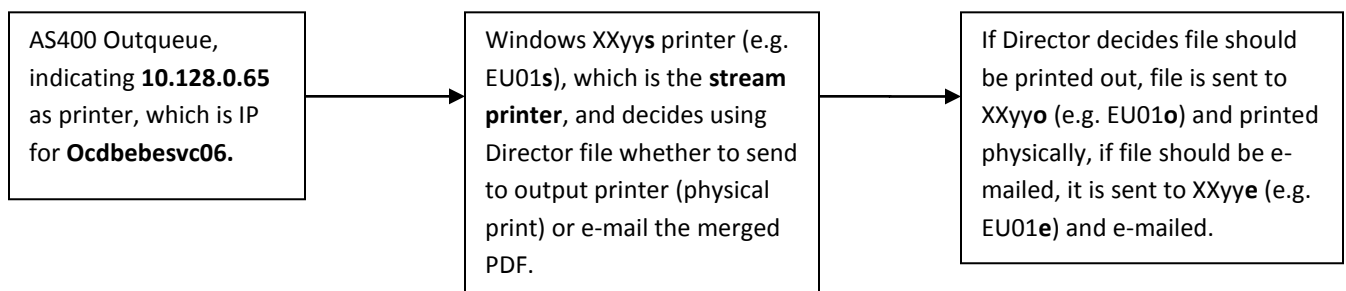 AS400 Outqueue,
indicating 10.128.0.65
as printer, which is IP
for Ocdbebesvc06.
Windows XXyys printer (e.g.
EU01s), which is the stream
printer, and decides using
Director file whether to send
to output printer (physical
print) or e-mail the merged
PDF.
If Director decides file should
be printed out, file is sent to
XXyyo (e.g. EU01o) and printed
physically, if file should be e-
mailed, it is sent to XXyye (e.g.
EU01e) and e-mailed.